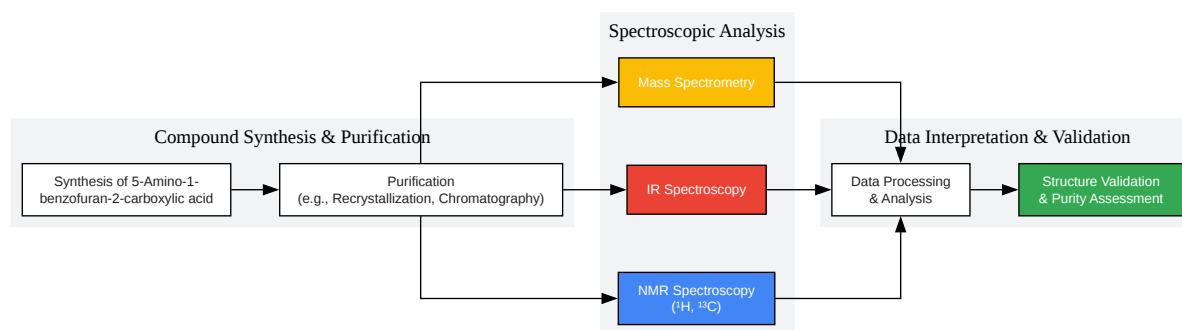 Spectroscopic Analysis
Mass Spectrometry
Compound Synthesis & Purification
Data Interpretation & Validation
Synthesis of 5-Amino-1-
benzofuran-2-carboxylic acid
Purification
(e.g., Recrystallization, Chromatography)
IR Spectroscopy
Data Processing
& Analysis
Structure Validation
& Purity Assessment
NMR Spectroscopy
(¹H, ¹³C)